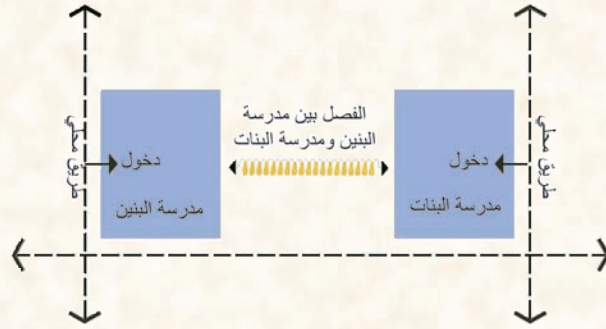 الفصل بين مدرسة
البنين ومدرسة البنات
طريق محلي
دخول
مدرسة البنات
دخول
مدرسة البنين
طريق محلي